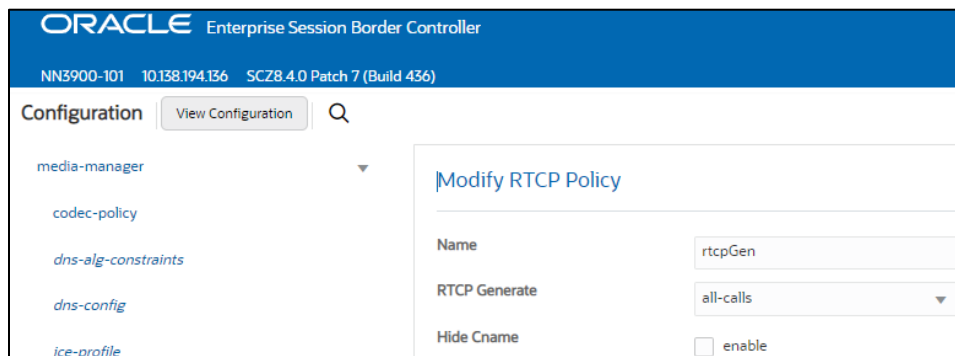 ORACLE Enterprise Session Border Controller
NN3900-101 10.138.194.136 SCZ8.4.0 Patch 7 (Build 436)
Configuration View Configuration
media-manager
codec-policy
dns-alg-constraints
dns-config
ice-profile
Modify RTCP Policy
Name rtcpGen
RTCP Generate all-calls
Hide Cname enable